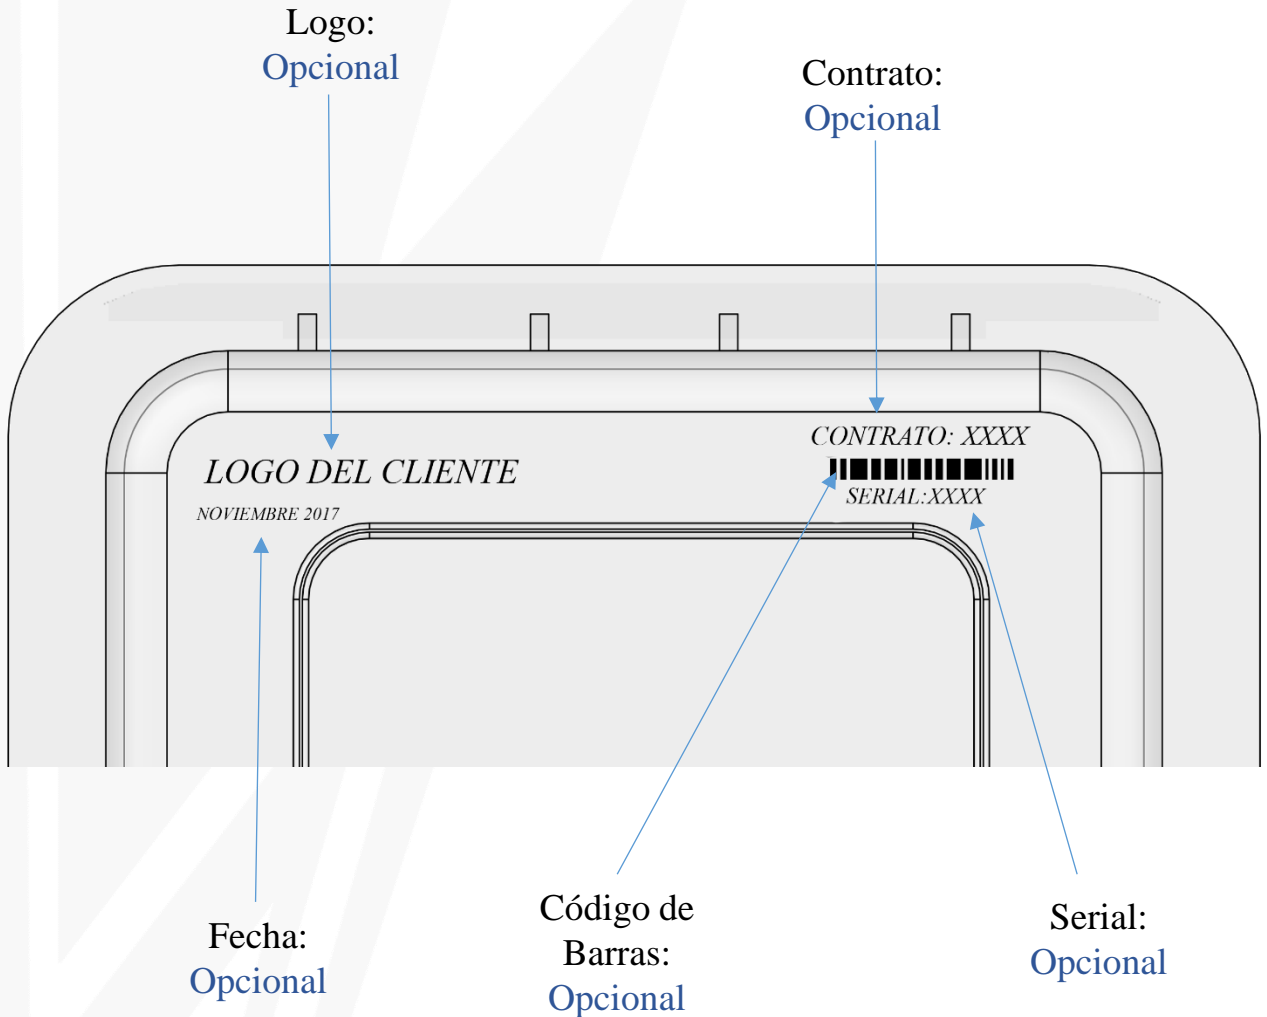 Logo:
Opcional
Contrato:
Opcional
CONTRATO: XXXX
LOGO DEL CLIENTE
SERIAL:XXXX
NOVIEMBRE 2017
Fecha:
Opcional
Código de
Barras:
Opcional
Serial:
Opcional